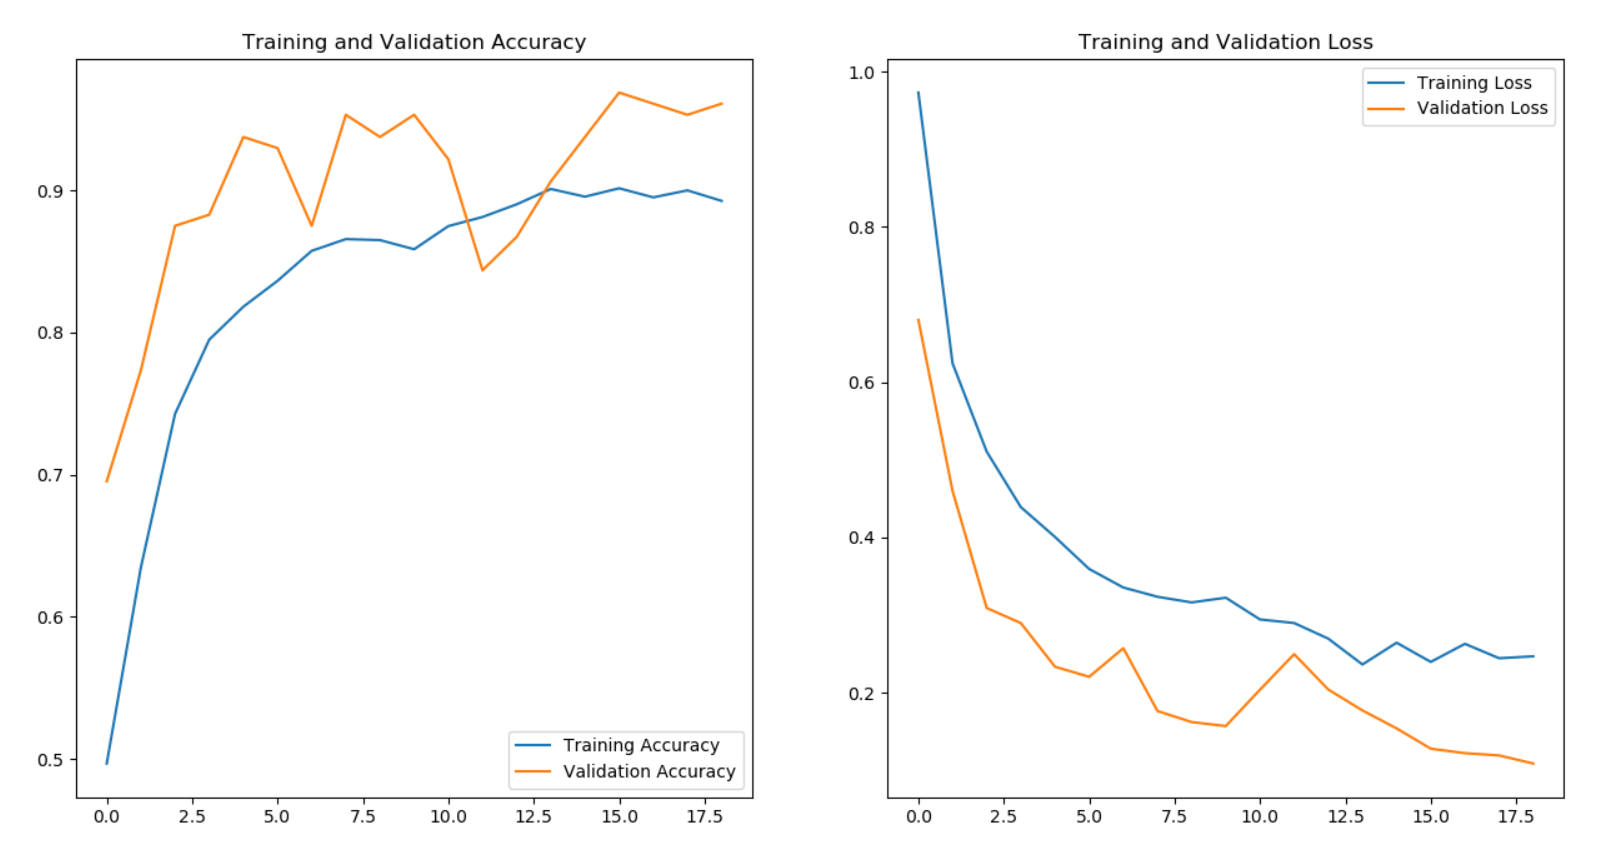 Training and Validation Accuracy
0.9
0.8
0.7
0.6
0.5
Training Accuracy
Validation Accuracy
0.0 2.5 5.0 7.5 10.0 12.5 15.0 17.5
Training and Validation Loss
1.0
0.8
0.6
0.4
0.2
Training Loss
Validation Loss
0.0 2.5 5.0 7.5 10.0 12.5 15.0 17.5